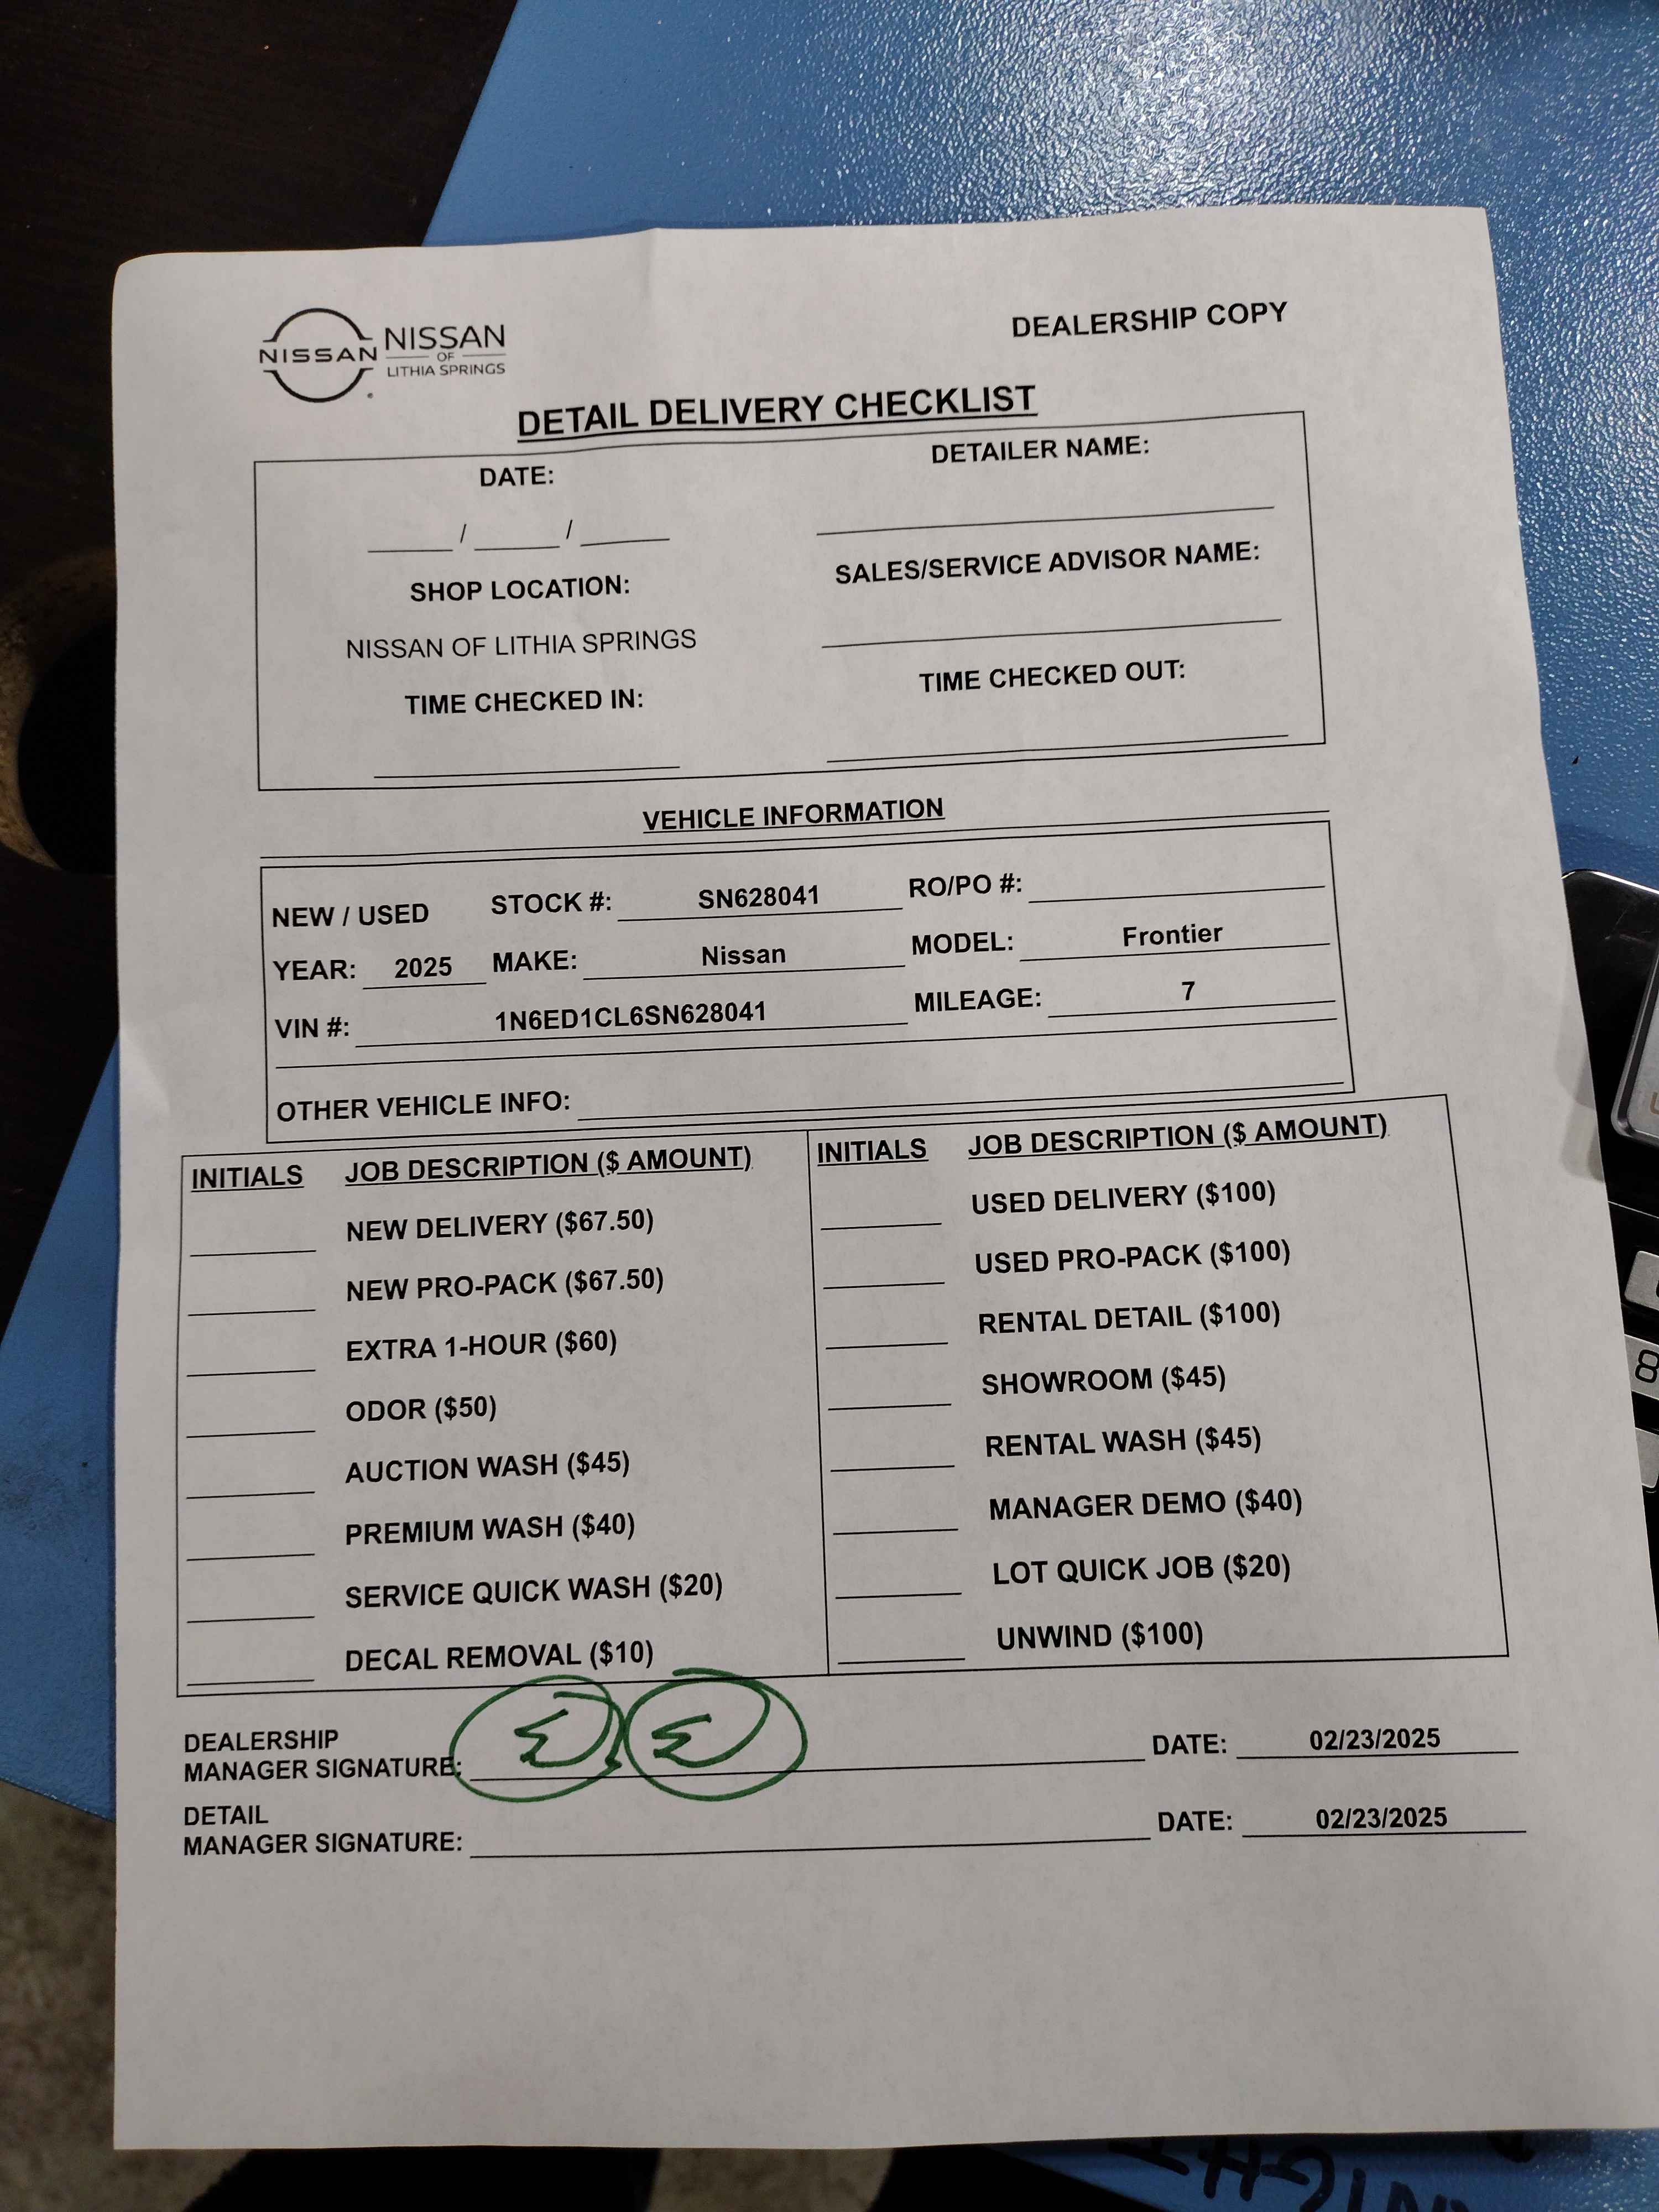 DEALERSHIP COPY
NISSAN NISSAN
OF
LITHIA SPRINGS
DETAIL DELIVERY CHECKLIST
DATE: DETAILER NAME:
____ / ____ / ____
SHOP LOCATION: SALES/SERVICE ADVISOR NAME:
NISSAN OF LITHIA SPRINGS
TIME CHECKED IN: TIME CHECKED OUT:
VEHICLE INFORMATION
NEW / USED STOCK #: SN628041 RO/PO #:
YEAR: 2025 MAKE: Nissan MODEL: Frontier
VIN #: 1N6ED1CL6SN628041 MILEAGE: 7
OTHER VEHICLE INFO:
INITIALS JOB DESCRIPTION ($ AMOUNT) INITIALS JOB DESCRIPTION ($ AMOUNT)
NEW DELIVERY ($67.50) USED DELIVERY ($100)
NEW PRO-PACK ($67.50) USED PRO-PACK ($100)
EXTRA 1-HOUR ($60) RENTAL DETAIL ($100)
ODOR ($50) SHOWROOM ($45)
AUCTION WASH ($45) RENTAL WASH ($45)
PREMIUM WASH ($40) MANAGER DEMO ($40)
SERVICE QUICK WASH ($20) LOT QUICK JOB ($20)
DECAL REMOVAL ($10) UNWIND ($100)
DEALERSHIP
MANAGER SIGNATURE: DATE: 02/23/2025
DETAIL
MANAGER SIGNATURE: DATE: 02/23/2025
8